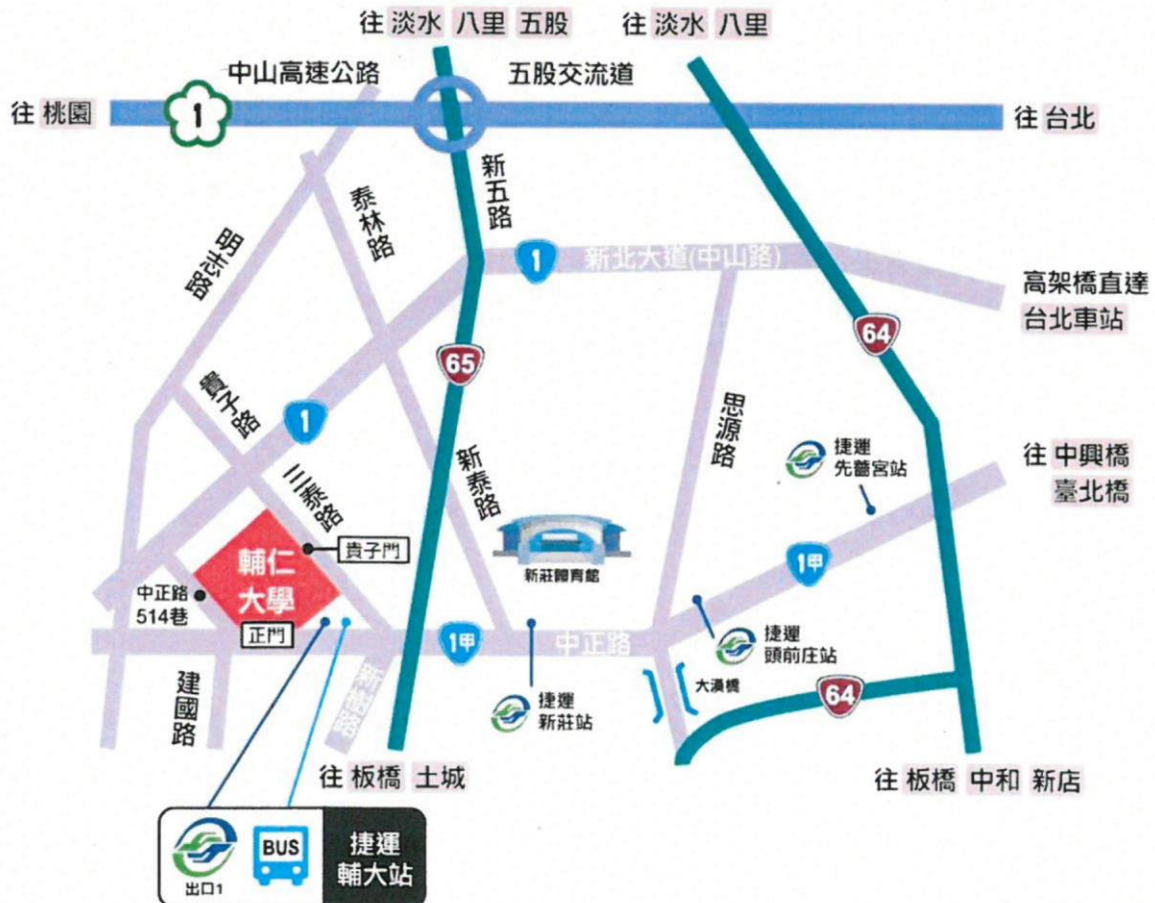 往 淡水 八里 五股
往 淡水 八里
中山高速公路
五股交流道
往 桃園
1
往 台北
新五路
泰林路
明志路
1
新北大道(中山路)
高架橋直達
台北車站
65
64
貴子路
1
思源路
新泰路
捷運
先嗇宮站
往 中興橋
臺北橋
三泰路
貴子門
新莊體育館
1甲
輔仁
大學
中正路
514巷
正門
1甲
中正路
捷運
頭前庄站
建國路
捷運
新莊站
大漢橋
64
往 板橋 土城
往 板橋 中和 新店
BUS
捷運
輔大站
出口1